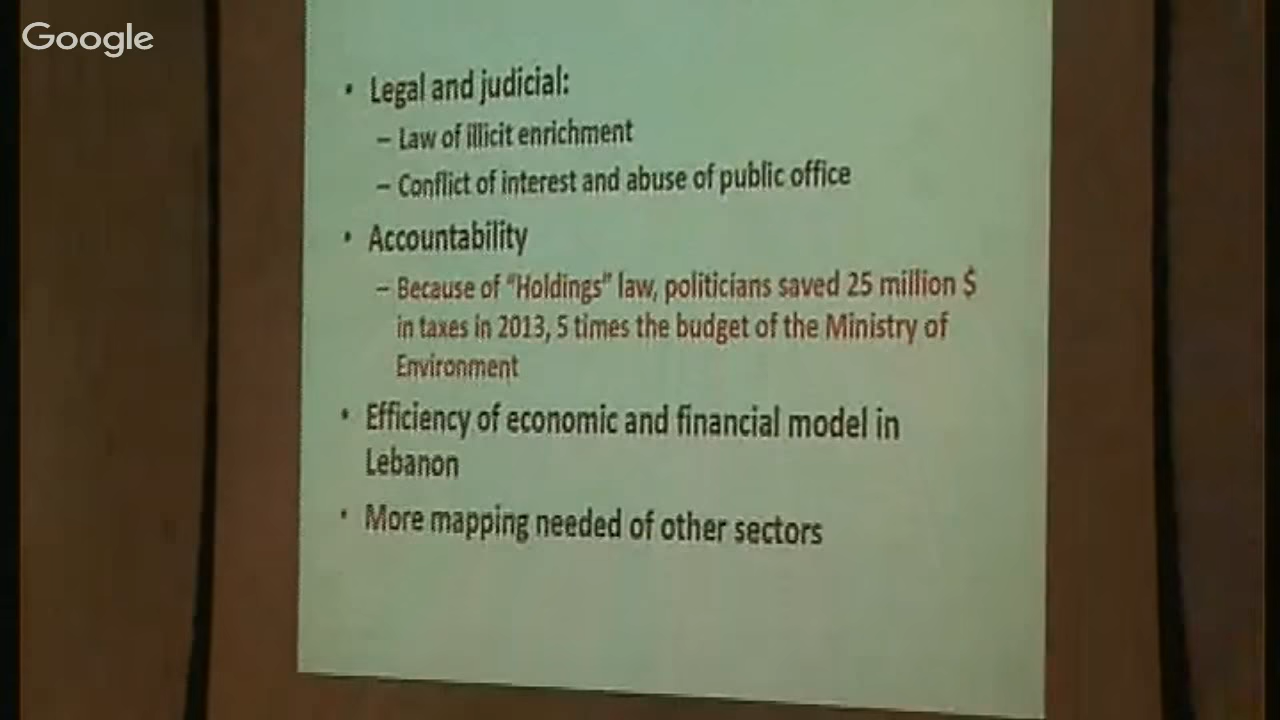 Google
• Legal and judicial:
– Law of illicit enrichment
– Conflict of interest and abuse of public office
• Accountability
– Because of “Holdings” law, politicians saved 25 million $
in taxes in 2013, 5 times the budget of the Ministry of
Environment
• Efficiency of economic and financial model in
Lebanon
• More mapping needed of other sectors